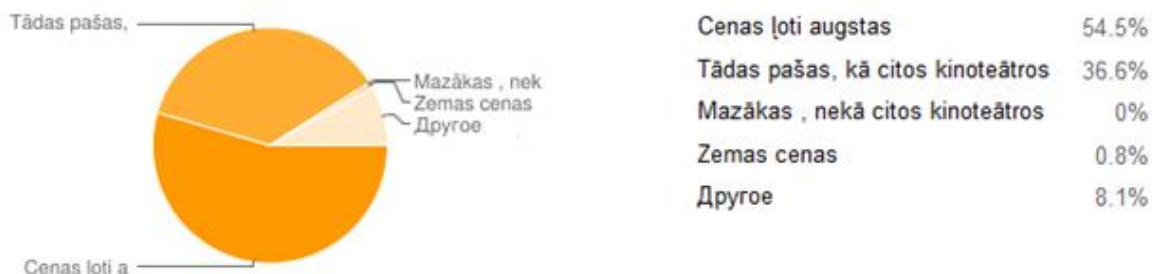 Tādas pašas,
Mazākas , nek
Zemas cenas
Другое
Cenas ļoti a
Cenas ļoti augstas 54.5%
Tādas pašas, kā citos kinoteātros 36.6%
Mazākas , nekā citos kinoteātros 0%
Zemas cenas 0.8%
Другое 8.1%